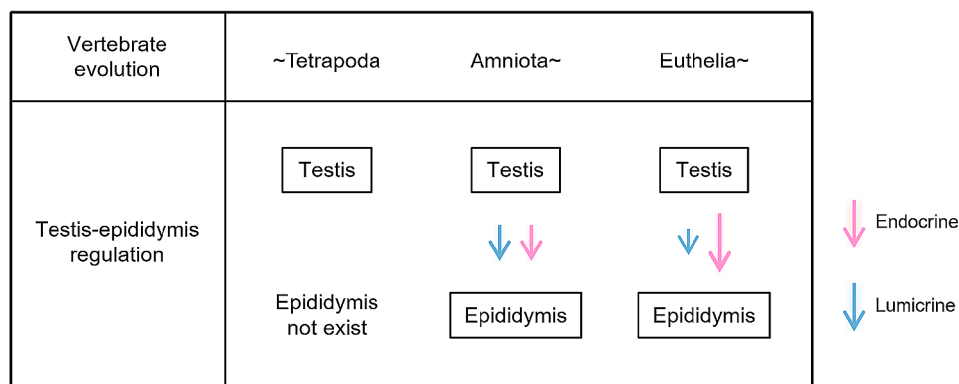 Vertebrate
evolution
~Tetrapoda
Amniota~
Euthelia~
Testis-epididymis
regulation
Testis
Testis
Testis
Epididymis
not exist
Epididymis
Epididymis
Endocrine
Lumicrine